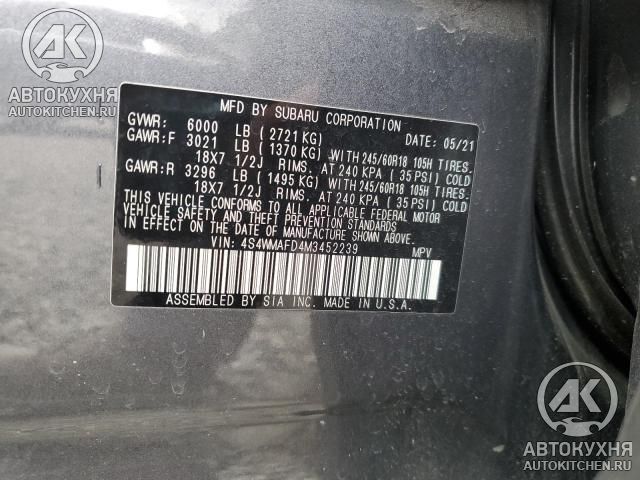 АВТОКУХНЯ
AUTOKITCHEN.RU
MFD BY SUBARU CORPORATION
GVWR: 6000 LB ( 2721 KG) DATE: 05/21
GAWR:F 3021 LB ( 1370 KG) WITH 245/60R18 105H TIRES.
18X7 1/2J RIMS. AT 240 KPA ( 35 PSI) COLD
GAWR:R 3296 LB ( 1495 KG) WITH 245/60R18 105H TIRES.
18X7 1/2J RIMS. AT 240 KPA ( 35 PSI) COLD
THIS VEHICLE CONFORMS TO ALL APPLICABLE FEDERAL MOTOR
VEHICLE SAFETY AND THEFT PREVENTION STANDARDS
IN EFFECT ON THE DATE OF MANUFACTURE SHOWN ABOVE.
VIN: 4S4WMAFD4M3452239 MPV
ASSEMBLED BY SIA INC. MADE IN U.S.A.
АК
АВТОКУХНЯ
AUTOKITCHEN.RU